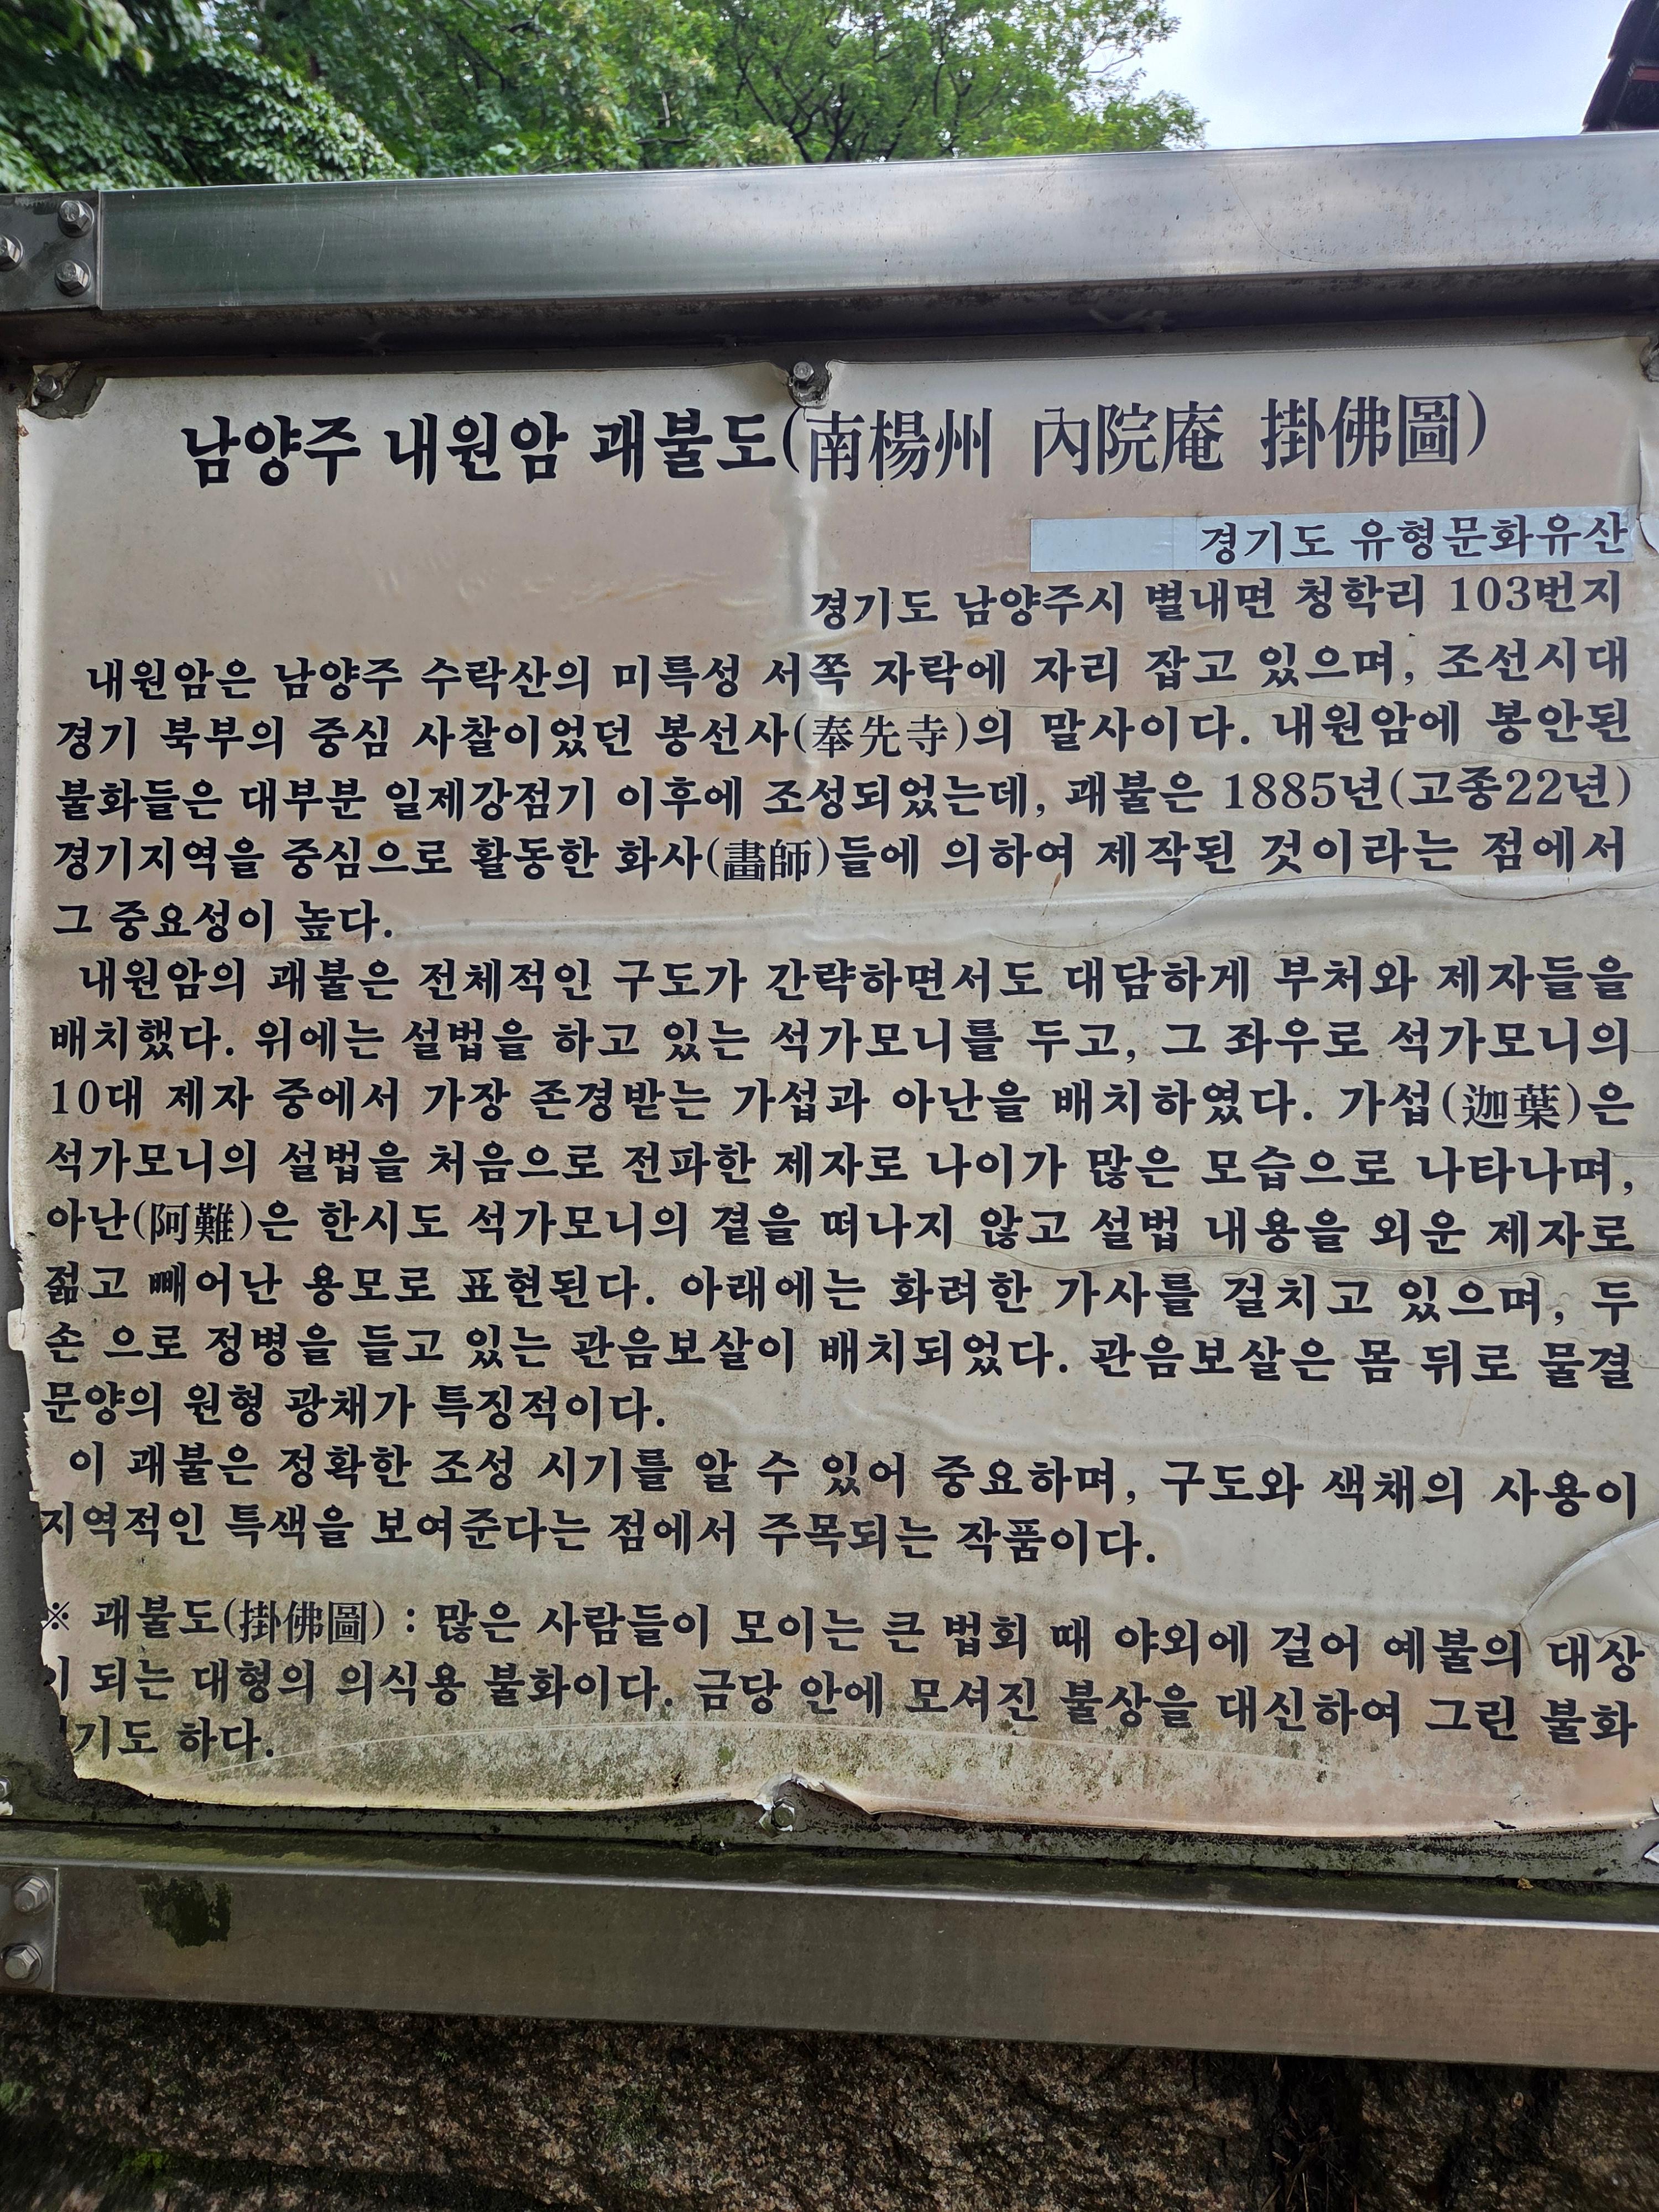 남양주 내원암 괘불도(南楊州 內院庵 掛佛圖)
경기도 유형문화유산
경기도 남양주시 별내면 청학리 103번지
내원암은 남양주 수락산의 미륵성 서쪽 자락에 자리 잡고 있으며, 조선시대
경기 북부의 중심 사찰이었던 봉선사(奉先寺)의 말사이다. 내원암에 봉안된
불화들은 대부분 일제강점기 이후에 조성되었는데, 괘불은 1885년(고종22년)
경기지역을 중심으로 활동한 화사(畵師)들에 의하여 제작된 것이라는 점에서
그 중요성이 높다.
내원암의 괘불은 전체적인 구도가 간략하면서도 대담하게 부처와 제자들을
배치했다. 위에는 설법을 하고 있는 석가모니를 두고, 그 좌우로 석가모니의
10대 제자 중에서 가장 존경받는 가섭과 아난을 배치하였다. 가섭(迦葉)은
석가모니의 설법을 처음으로 전파한 제자로 나이가 많은 모습으로 나타나며,
아난(阿難)은 한시도 석가모니의 곁을 떠나지 않고 설법 내용을 외운 제자로
젊고 빼어난 용모로 표현된다. 아래에는 화려한 가사를 걸치고 있으며, 두
손 으로 정병을 들고 있는 관음보살이 배치되었다. 관음보살은 몸 뒤로 물결
문양의 원형 광채가 특징적이다.
이 괘불은 정확한 조성 시기를 알 수 있어 중요하며, 구도와 색채의 사용이
지역적인 특색을 보여준다는 점에서 주목되는 작품이다.
※ 괘불도(掛佛圖) : 많은 사람들이 모이는 큰 법회 때 야외에 걸어 예불의 대상
이 되는 대형의 의식용 불화이다. 금당 안에 모셔진 불상을 대신하여 그린 불화
기도 하다.